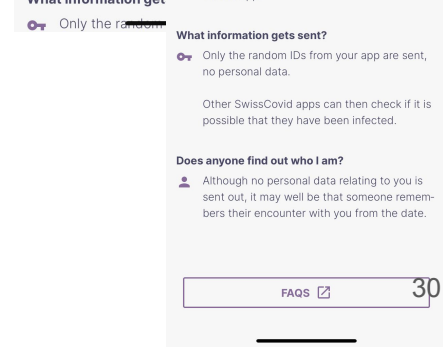 What information get
Only the random
What information gets sent?
Only the random IDs from your app are sent,
no personal data.
Other SwissCovid apps can then check if it is
possible that they have been infected.
Does anyone find out who I am?
Although no personal data relating to you is
sent out, it may well be that someone remem-
bers their encounter with you from the date.
FAQS
30